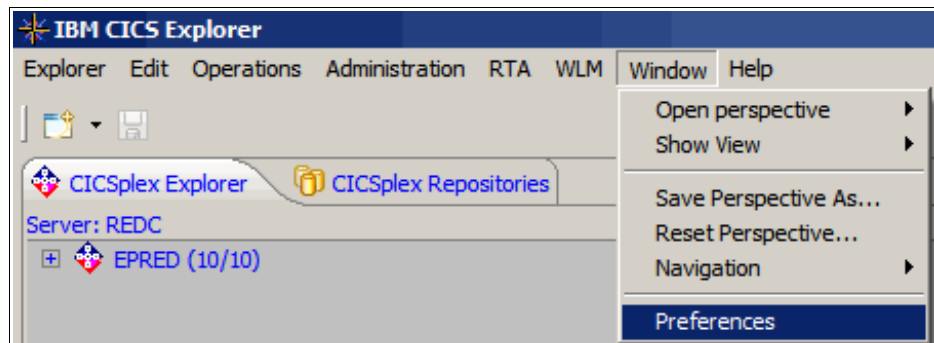 IBM CICS Explorer
Explorer Edit Operations Administration RTA WLM Window Help
Open perspective
Show View
CICSplex Explorer CICSplex Repositories
Save Perspective As...
Server: REDC
Reset Perspective...
EPRED (10/10)
Navigation
Preferences